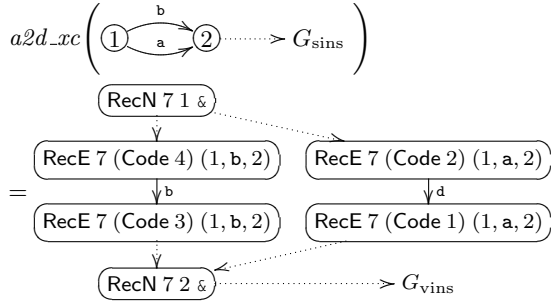 b
a2d_xc ( 1 a 2 G_sins )
RecN 7 1 &
RecE 7 (Code 4) (1, b, 2) RecE 7 (Code 2) (1, a, 2)
= b d
RecE 7 (Code 3) (1, b, 2) RecE 7 (Code 1) (1, a, 2)
RecN 7 2 & G_vins